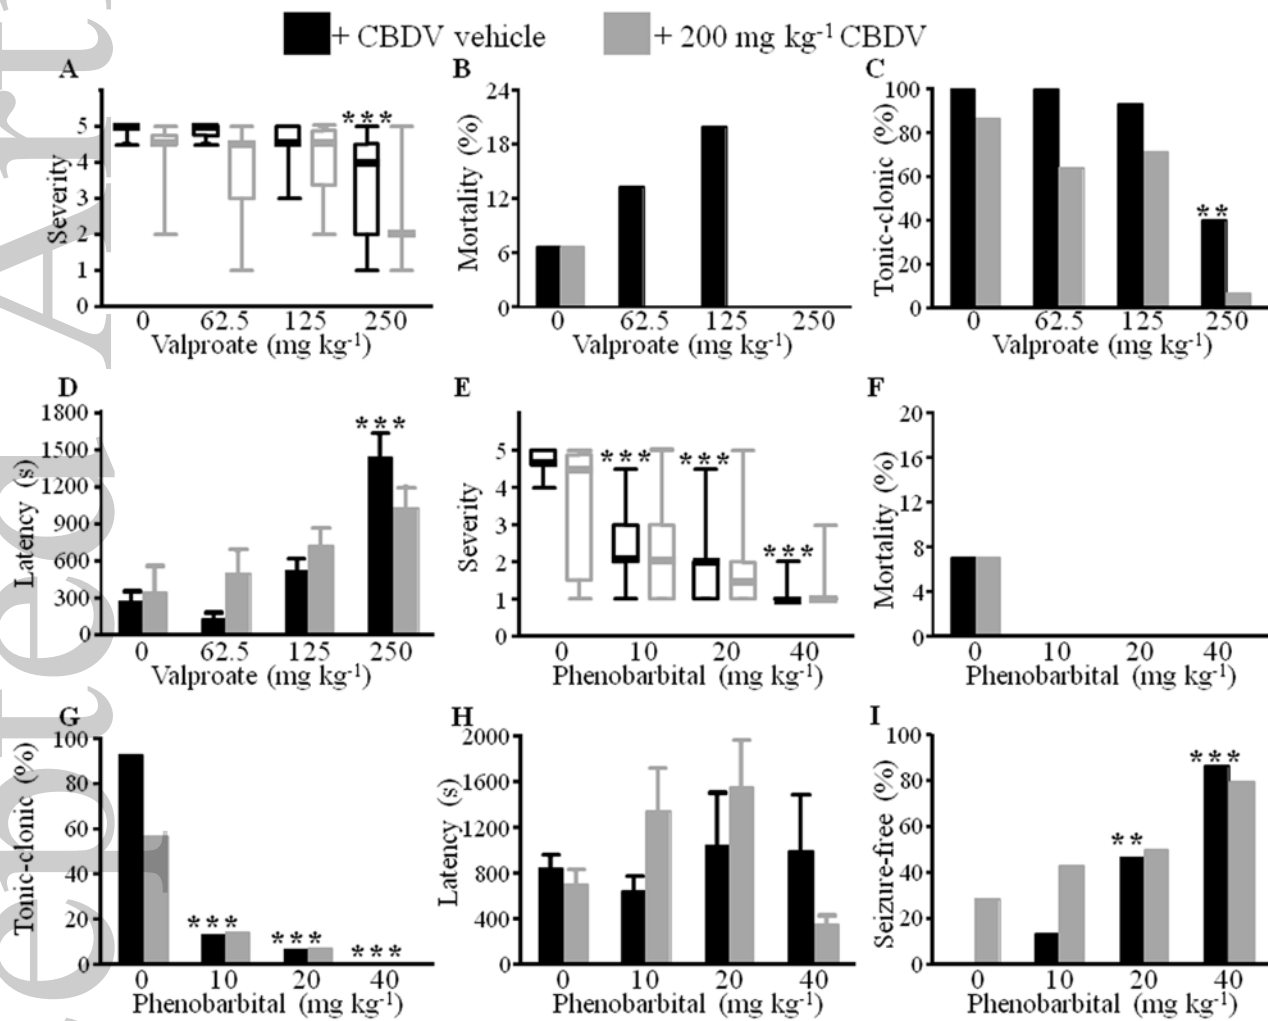 + CBDV vehicle + 200 mg kg-1 CBDV
A B C
24 100
*** 18 80
5 Severity Mortality (%) Tonic-clonic (%)
4 12 60
3 40 **
2 6 20
1
0 0 0
0 62.5 125 250 0 62.5 125 250 0 62.5 125 250
Valproate (mg kg-1) Valproate (mg kg-1) Valproate (mg kg-1)
D E F
1800 *** 20
1500 5 *** *** 16
1200 Latency (s) 4 Severity Mortality (%) 12
900 3 *** 8
600 2
300 1 4
0 0 0
0 62.5 125 250 0 10 20 40 0 10 20 40
Valproate (mg kg-1) Phenobarbital (mg kg-1) Phenobarbital (mg kg-1)
G H I
100 2000 100
80 Tonic-clonic (%) 1600 Latency (s) 80 Seizure-free (%) ***
60 1200 60
40 800 40 **
20 *** *** *** 400 20
0 0 0
0 10 20 40 0 10 20 40 0 10 20 40
Phenobarbital (mg kg-1) Phenobarbital (mg kg-1) Phenobarbital (mg kg-1)